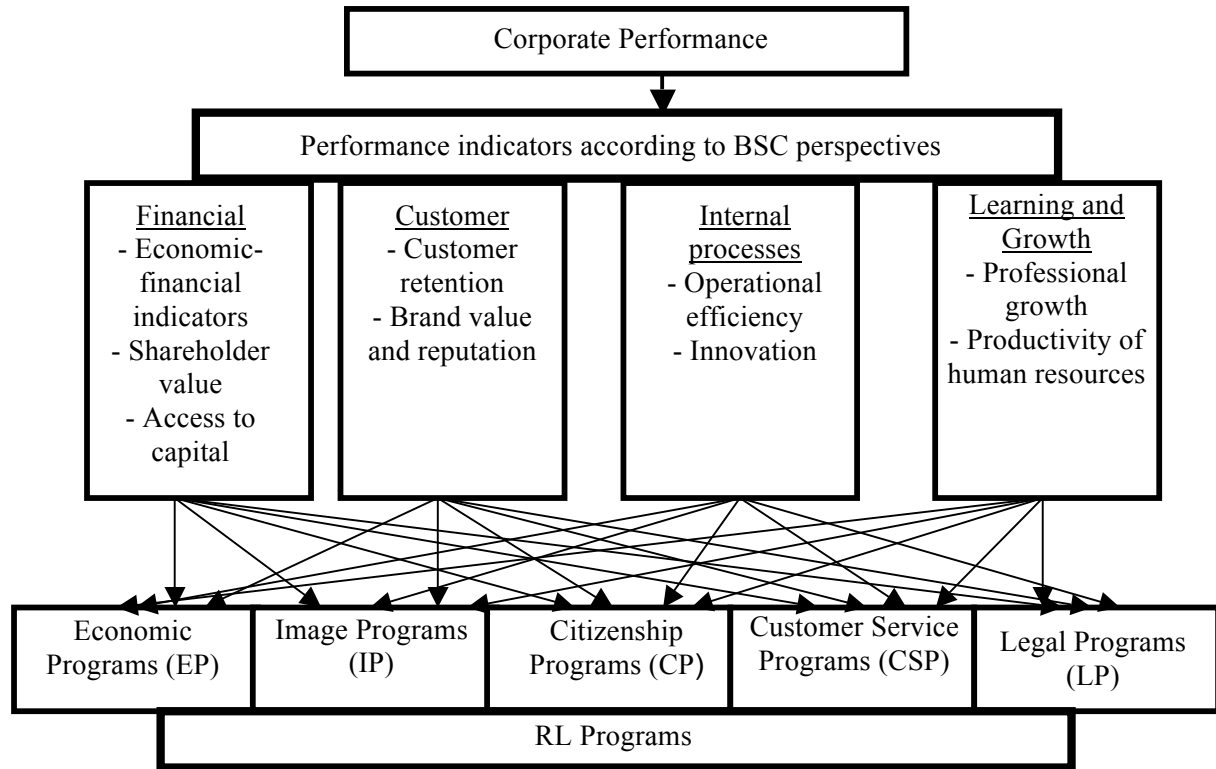 Corporate Performance
Performance indicators according to BSC perspectives
Financial
- Economic-
financial
indicators
- Shareholder
value
- Access to
capital
Customer
- Customer
retention
- Brand value
and reputation
Internal
processes
- Operational
efficiency
- Innovation
Learning and
Growth
- Professional
growth
- Productivity of
human resources
Economic
Programs (EP)
Image Programs
(IP)
Citizenship
Programs (CP)
Customer Service
Programs (CSP)
Legal Programs
(LP)
RL Programs